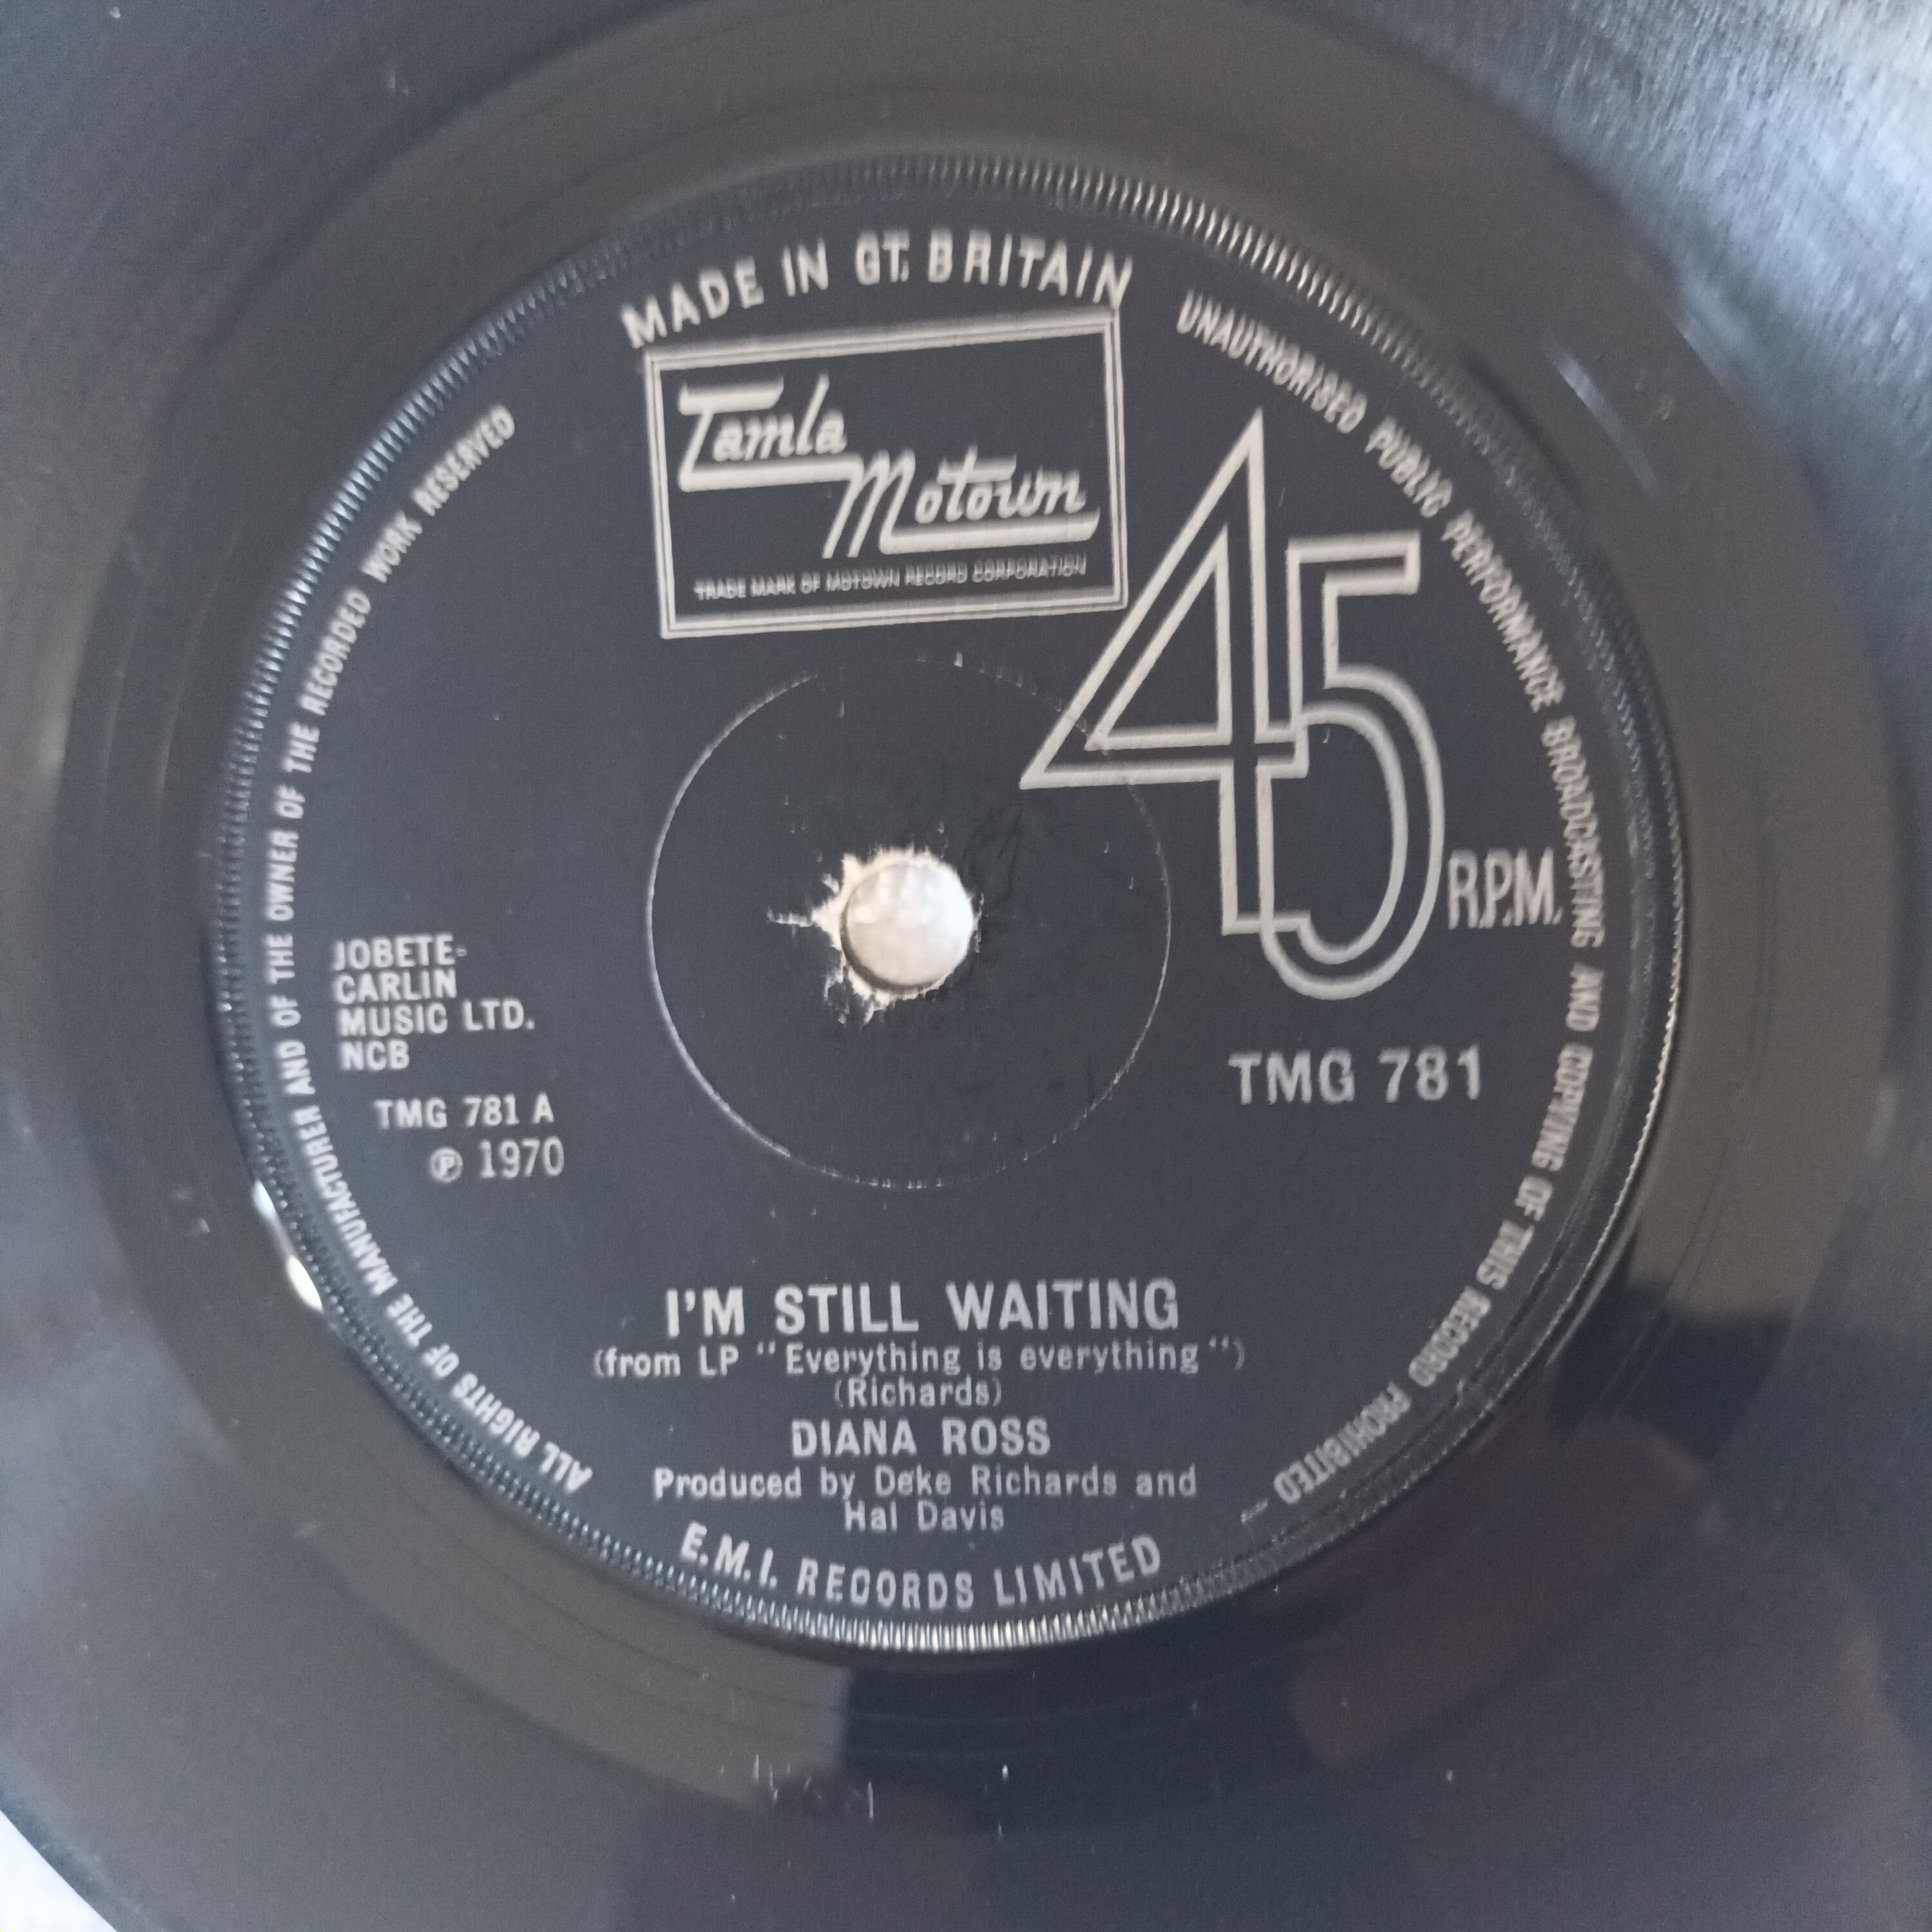 MADE IN GT. BRITAIN
UNAUTHORISED PUBLIC PERFORMANCE BROADCASTING AND COPYING OF THIS RECORD PROHIBITED
ALL RIGHTS OF THE MANUFACTURER AND OF THE OWNER OF THE RECORDED WORK RESERVED
Tamla
Motown
TRADE MARK OF MOTOWN RECORD CORPORATION
45 R.P.M.
JOBETE-
CARLIN
MUSIC LTD.
NCB
TMG 781
TMG 781 A
℗ 1970
I'M STILL WAITING
(from LP "Everything is everything")
(Richards)
DIANA ROSS
Produced by Deke Richards and
Hal Davis
E.M.I. RECORDS LIMITED